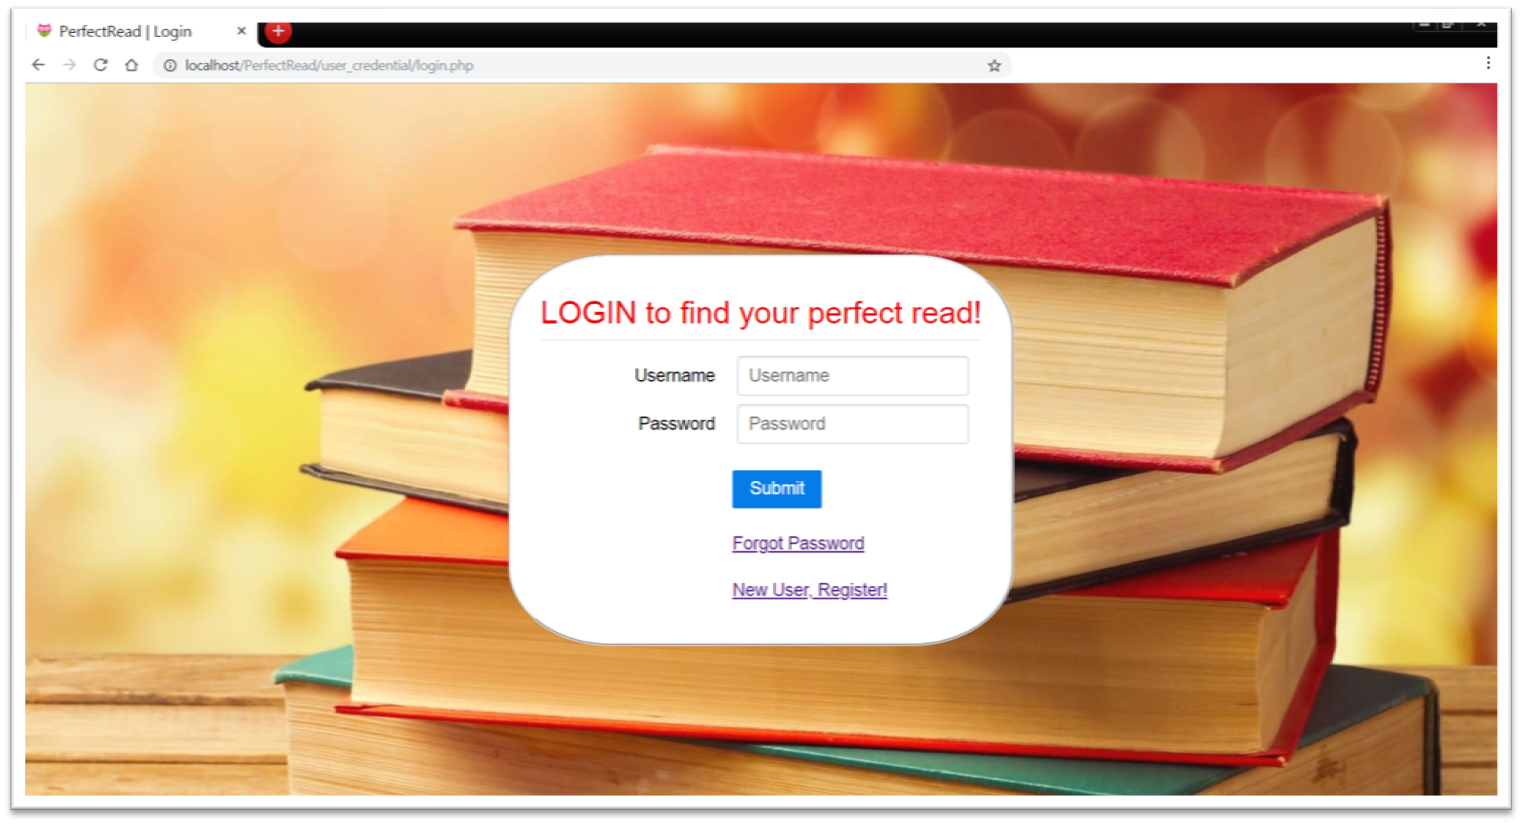 PerfectRead | Login
localhost/PerfectRead/user_credential/login.php
LOGIN to find your perfect read!
Username Username
Password Password
Submit
Forgot Password
New User, Register!